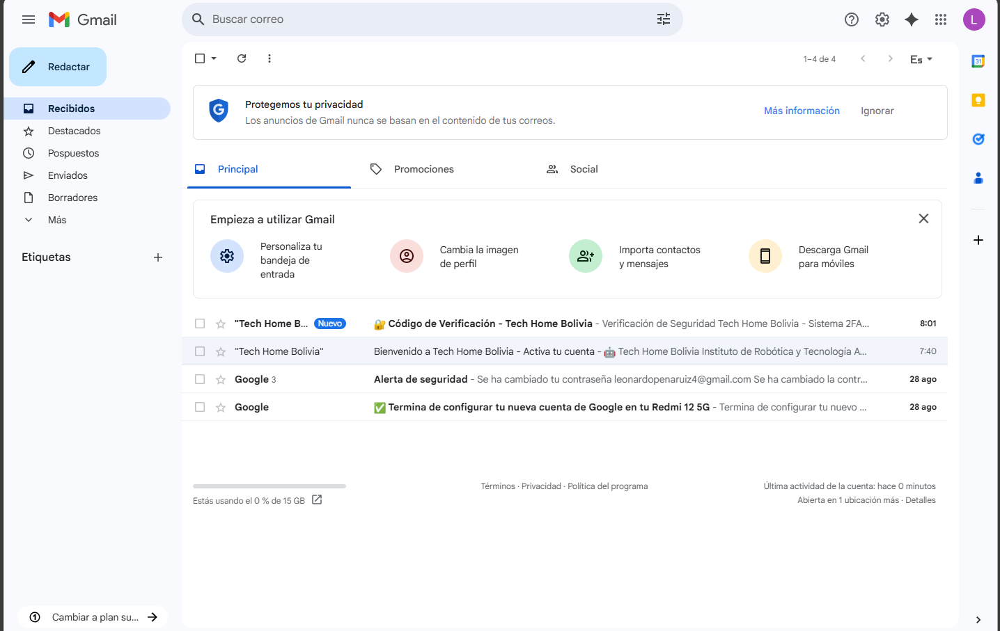 Gmail
Buscar correo
L
Redactar
Recibidos
Destacados
Pospuestos
Enviados
Borradores
Más
Etiquetas
1–4 de 4
Es
31
Protegemos tu privacidad
Los anuncios de Gmail nunca se basan en el contenido de tus correos.
Más información
Ignorar
Principal
Promociones
Social
Empieza a utilizar Gmail
Personaliza tu
bandeja de
entrada
Cambia la imagen
de perfil
Importa contactos
y mensajes
Descarga Gmail
para móviles
"Tech Home B... Nuevo 🔐 Código de Verificación - Tech Home Bolivia - Verificación de Seguridad Tech Home Bolivia - Sistema 2FA... 8:01
"Tech Home Bolivia" Bienvenido a Tech Home Bolivia - Activa tu cuenta - 🤖 Tech Home Bolivia Instituto de Robótica y Tecnología A... 7:40
Google 3 Alerta de seguridad - Se ha cambiado tu contraseña leonardopenaruiz4@gmail.com Se ha cambiado la contr... 28 ago
Google ✅ Termina de configurar tu nueva cuenta de Google en tu Redmi 12 5G - Termina de configurar tu nuevo ... 28 ago
Estás usando el 0 % de 15 GB
Términos · Privacidad · Política del programa
Última actividad de la cuenta: hace 0 minutos
Abierta en 1 ubicación más · Detalles
Cambiar a plan su...